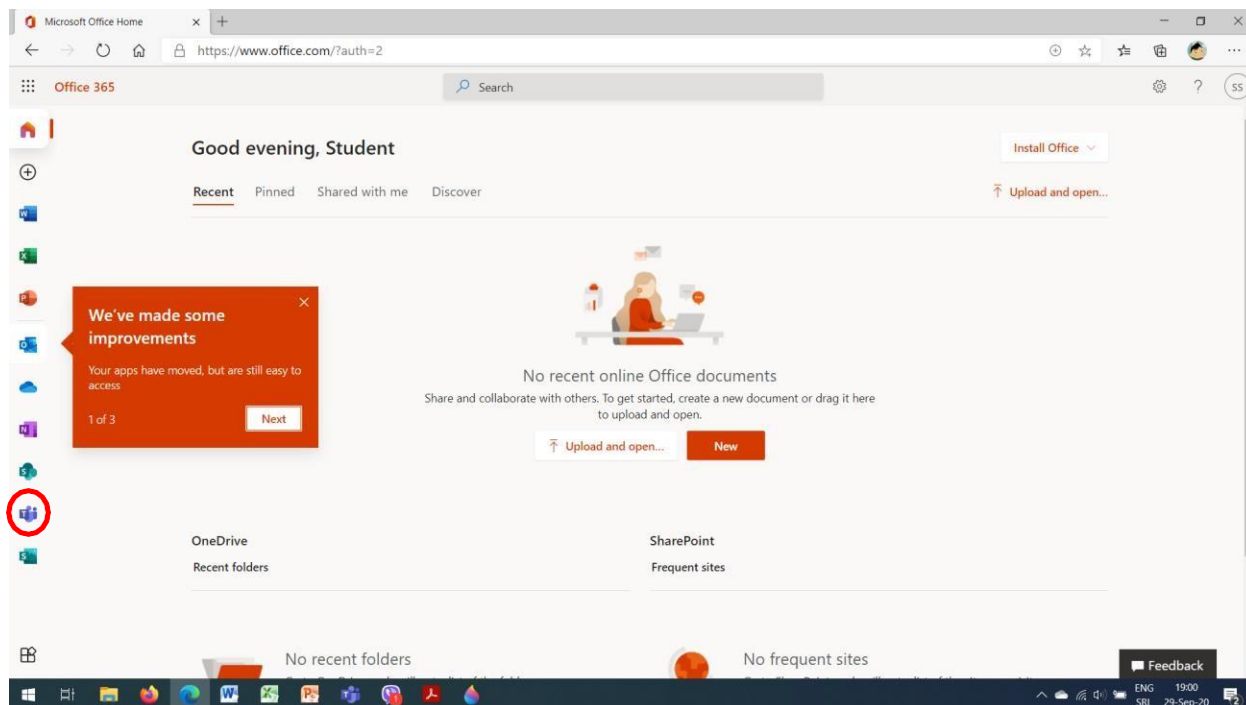 Microsoft Office Home
https://www.office.com/?auth=2
Office 365
Search
SS
Good evening, Student
Install Office
Recent Pinned Shared with me Discover
Upload and open...
We've made some
improvements
Your apps have moved, but are still easy to
access
1 of 3
Next
No recent online Office documents
Share and collaborate with others. To get started, create a new document or drag it here
to upload and open.
Upload and open...
New
OneDrive
SharePoint
Recent folders
Frequent sites
No recent folders
No frequent sites
Feedback
ENG
SRL
19:00
29-Sep-20
2